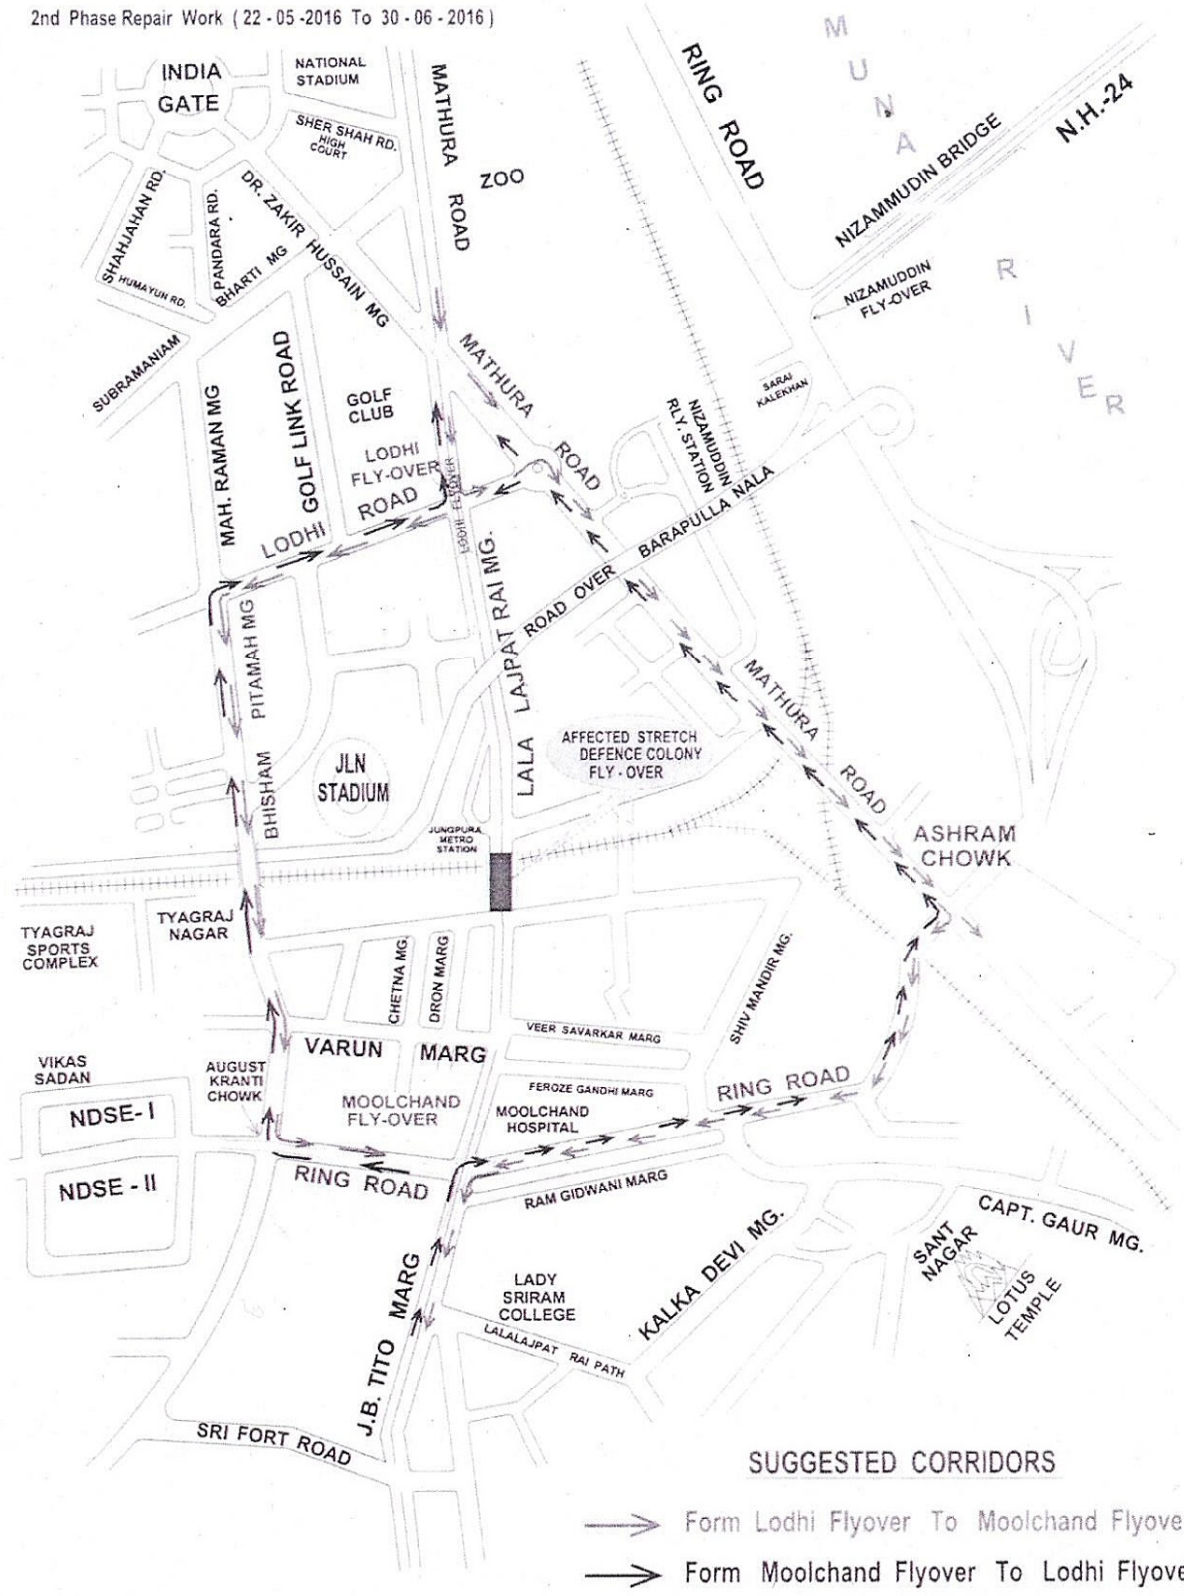 2nd Phase Repair Work ( 22 - 05 -2016 To 30 - 06 - 2016 )
INDIA
GATE
NATIONAL
STADIUM
SHER SHAH RD.
HIGH
COURT
MATHURA ROAD
ZOO
RING ROAD
M
U
N
A
R
I
V
E
R
N.H.-24
NIZAMMUDIN BRIDGE
NIZAMUDDIN
FLY-OVER
SHAHJAHAN RD.
PANDARA RD.
DR. ZAKIR HUSSAIN MG
BHARTI MG
HUMAYUN RD.
SUBRAMANIAM
MAH. RAMAN MG
GOLF LINK ROAD
GOLF
CLUB
MATHURA ROAD
SARAI
KALEKHAN
NIZAMUDDIN
RLY. STATION
LODHI
FLY-OVER
LODHI FLYOVER
LODHI ROAD
ROAD OVER BARAPULLA NALA
LALA LAJPAT RAI MG.
BHISHAM PITAMAH MG
MATHURA ROAD
AFFECTED STRETCH
DEFENCE COLONY
FLY - OVER
JLN
STADIUM
JUNGPURA
METRO
STATION
ASHRAM
CHOWK
TYAGRAJ
SPORTS
COMPLEX
TYAGRAJ
NAGAR
CHETNA MG.
DRON MARG
SHIV MANDIR MG.
VEER SAVARKAR MARG
VARUN MARG
VIKAS
SADAN
AUGUST
KRANTI
CHOWK
FEROZE GANDHI MARG
RING ROAD
NDSE- I
MOOLCHAND
FLY-OVER
MOOLCHAND
HOSPITAL
NDSE - II
RING ROAD
RAM GIDWANI MARG
CAPT. GAUR MG.
KALKA DEVI MG.
SANT
NAGAR
LOTUS
TEMPLE
LADY
SRIRAM
COLLEGE
J.B. TITO MARG
LALALAJPAT RAI PATH
SRI FORT ROAD
SUGGESTED CORRIDORS
Form Lodhi Flyover To Moolchand Flyove
Form Moolchand Flyover To Lodhi Flyove